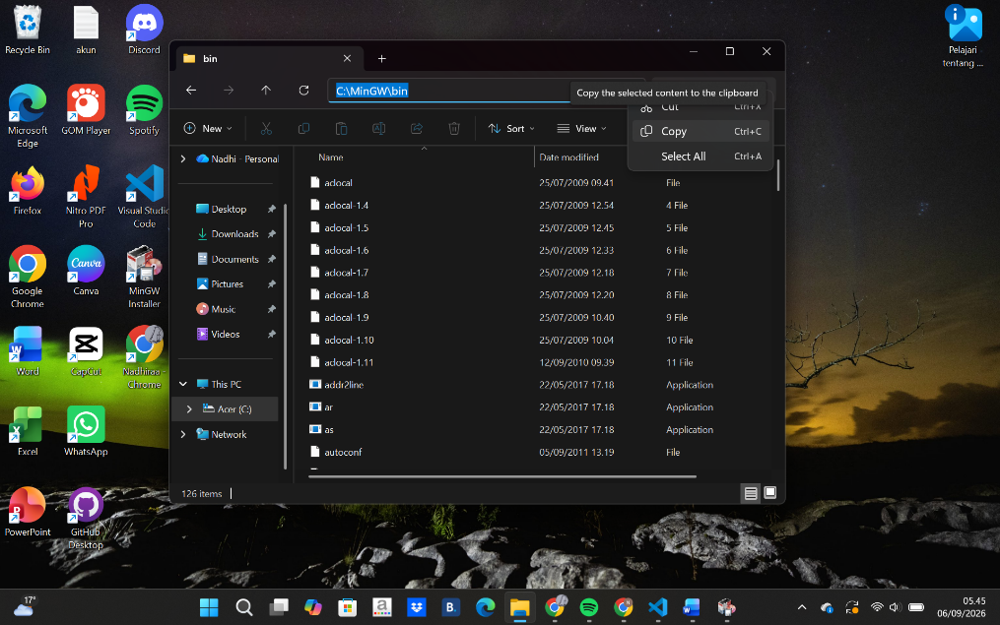 Recycle Bin
akun
Discord
Pelajari
tentang ...
Microsoft
Edge
GOM Player
Spotify
Firefox
Nitro PDF
Pro
Visual Studio
Code
Google
Chrome
Canva
Canva
MinGW
Installer
Word
CapCut
Nadhiraa -
Chrome
Excel
WhatsApp
PowerPoint
GitHub
Desktop
bin
C:\MinGW\bin
Copy the selected content to the clipboard
Cut Ctrl+X
Copy Ctrl+C
Select All Ctrl+A
New
Sort
View
Nadhi - Personal
Desktop
Downloads
Documents
Pictures
Music
Videos
This PC
Acer (C:)
Network
Name Date modified
adocal 25/07/2009 09.41 File
adocal-1.4 25/07/2009 12.54 4 File
adocal-1.5 25/07/2009 12.45 5 File
adocal-1.6 25/07/2009 12.33 6 File
adocal-1.7 25/07/2009 12.18 7 File
adocal-1.8 25/07/2009 12.20 8 File
adocal-1.9 25/07/2009 10.40 9 File
adocal-1.10 25/07/2009 10.04 10 File
adocal-1.11 12/09/2010 09.39 11 File
addr2line 22/05/2017 17.18 Application
ar 22/05/2017 17.18 Application
as 22/05/2017 17.18 Application
autoconf 05/09/2011 13.19 File
126 items
17°
05.45
06/09/2026